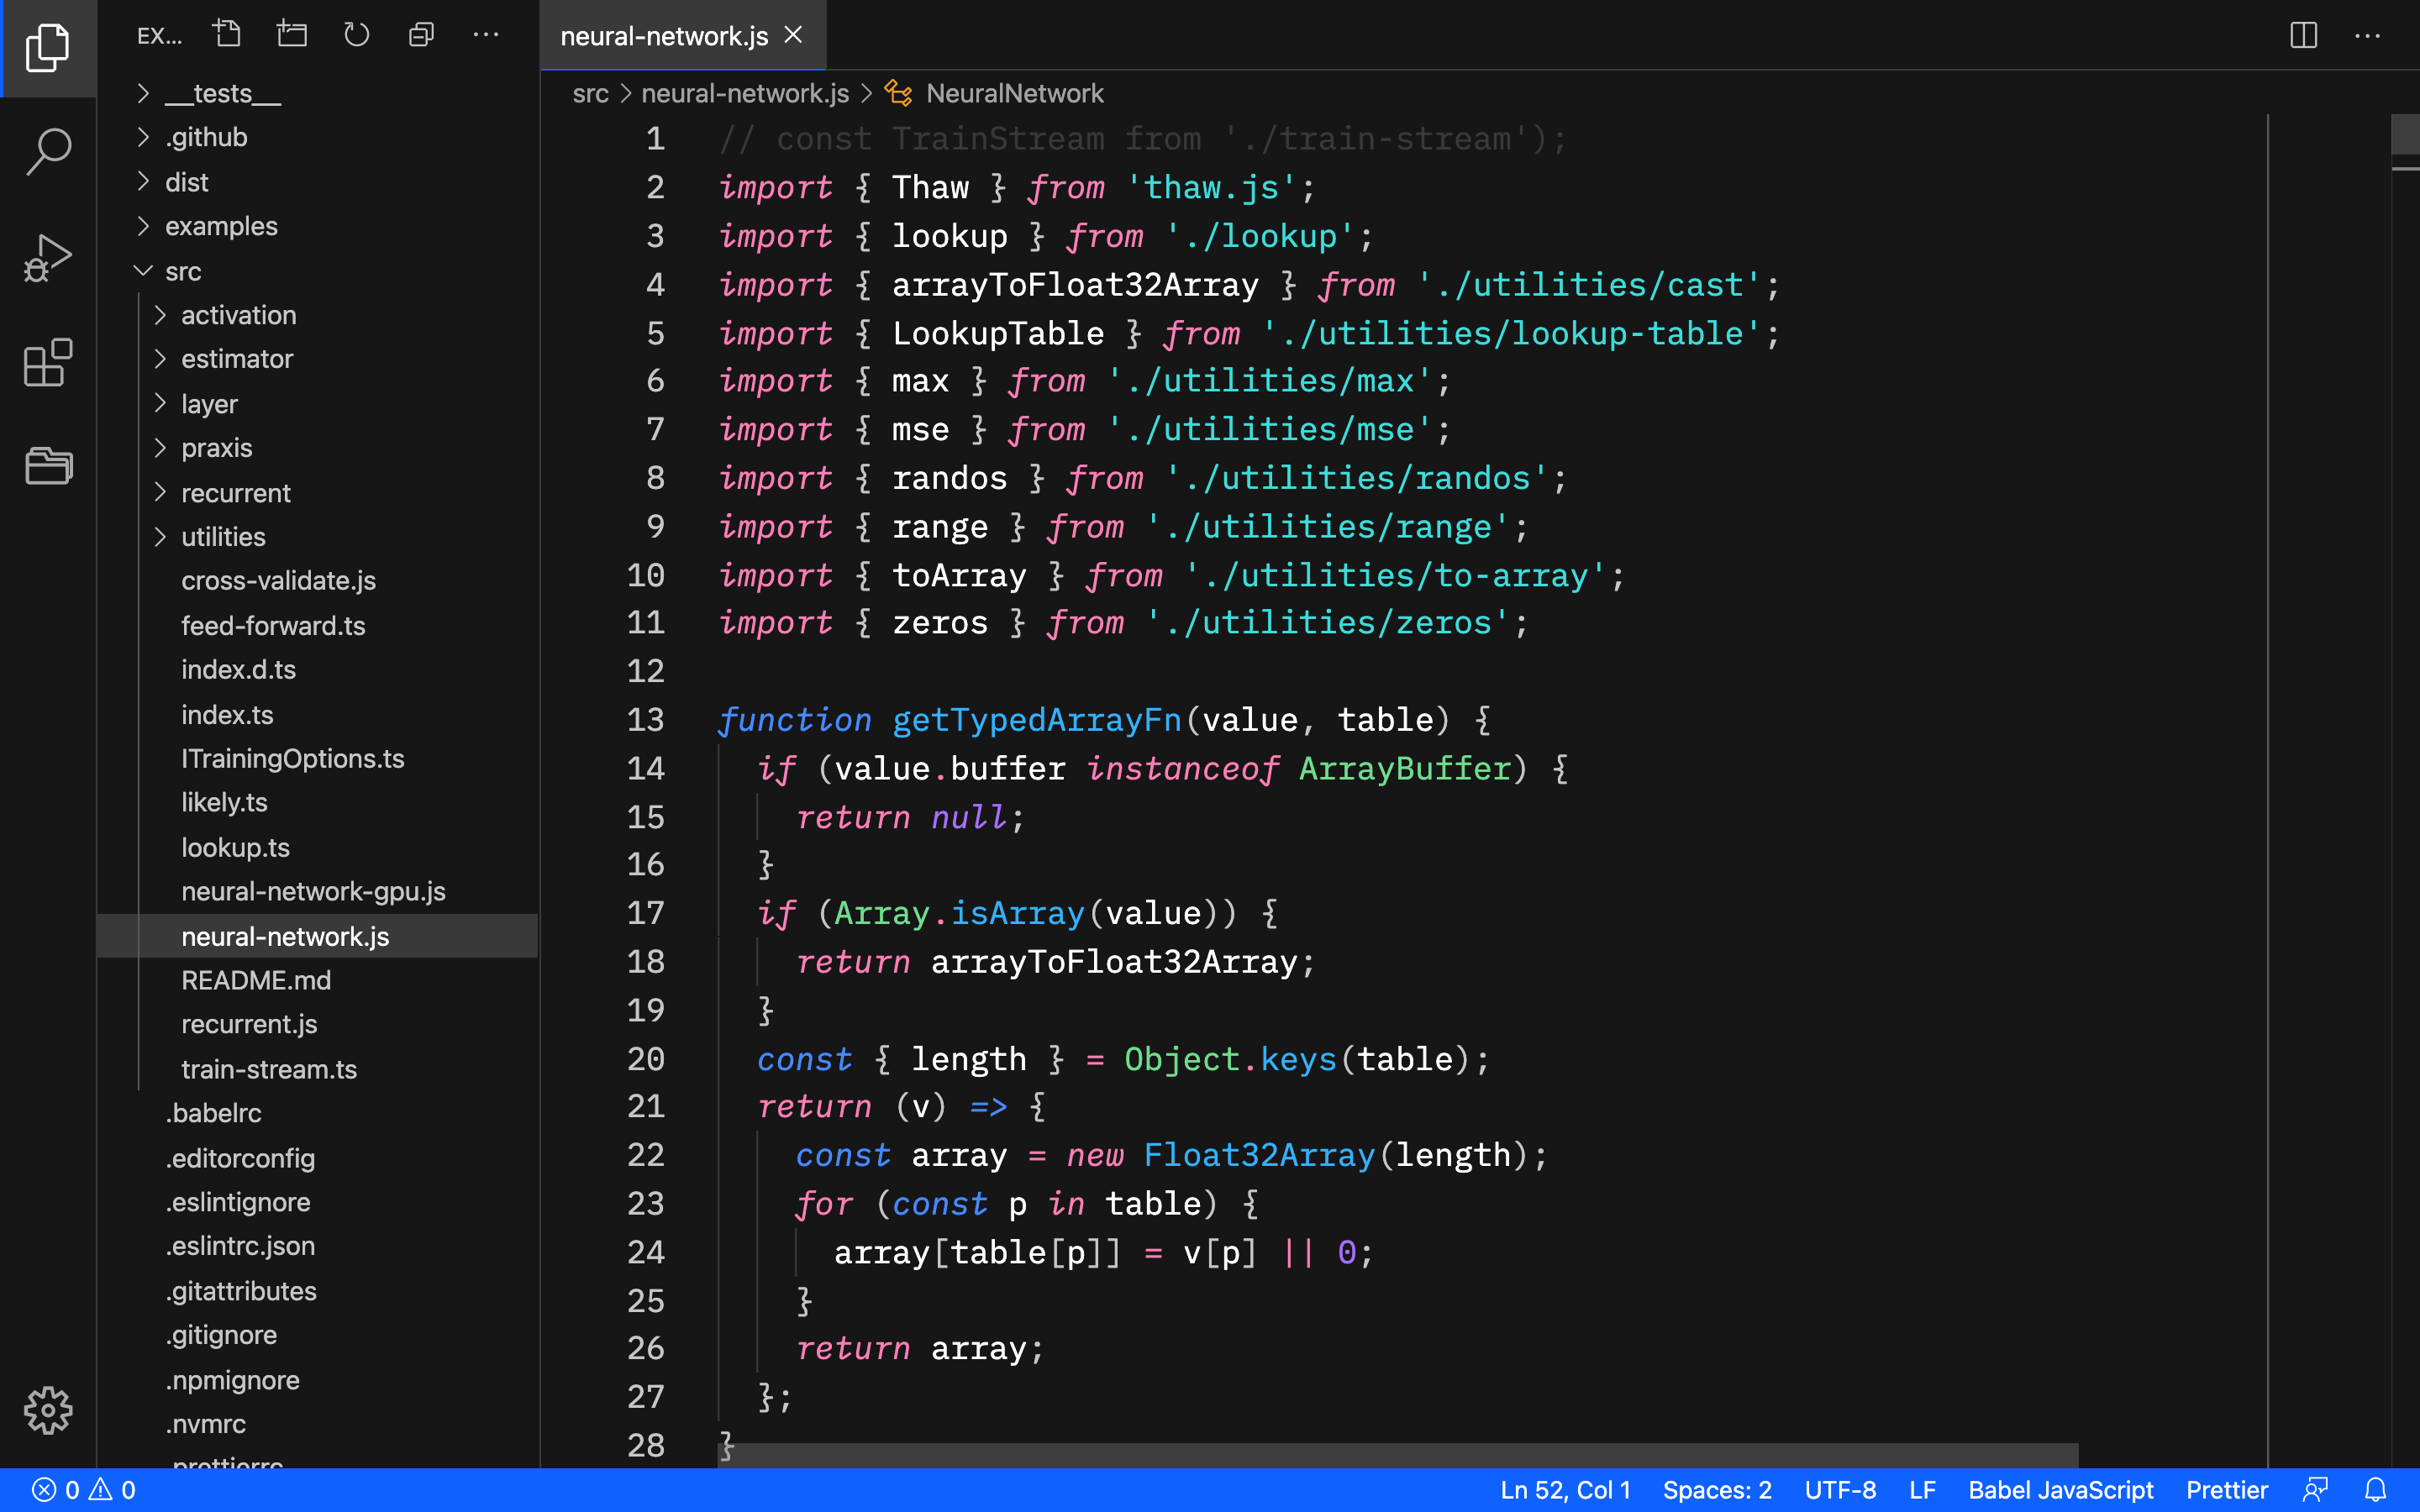 EX...
__tests__
.github
dist
examples
src
activation
estimator
layer
praxis
recurrent
utilities
cross-validate.js
feed-forward.ts
index.d.ts
index.ts
ITrainingOptions.ts
likely.ts
lookup.ts
neural-network-gpu.js
neural-network.js
README.md
recurrent.js
train-stream.ts
.babelrc
.editorconfig
.eslintignore
.eslintrc.json
.gitattributes
.gitignore
.npmignore
.nvmrc
.prettierrc
neural-network.js
src > neural-network.js > NeuralNetwork
1 // const TrainStream from './train-stream');
2 import { Thaw } from 'thaw.js';
3 import { lookup } from './lookup';
4 import { arrayToFloat32Array } from './utilities/cast';
5 import { LookupTable } from './utilities/lookup-table';
6 import { max } from './utilities/max';
7 import { mse } from './utilities/mse';
8 import { randos } from './utilities/randos';
9 import { range } from './utilities/range';
10 import { toArray } from './utilities/to-array';
11 import { zeros } from './utilities/zeros';
12
13 function getTypedArrayFn(value, table) {
14   if (value.buffer instanceof ArrayBuffer) {
15     return null;
16   }
17   if (Array.isArray(value)) {
18     return arrayToFloat32Array;
19   }
20   const { length } = Object.keys(table);
21   return (v) => {
22     const array = new Float32Array(length);
23     for (const p in table) {
24       array[table[p]] = v[p] || 0;
25     }
26     return array;
27   };
28 }
0 0
Ln 52, Col 1 Spaces: 2 UTF-8 LF Babel JavaScript Prettier